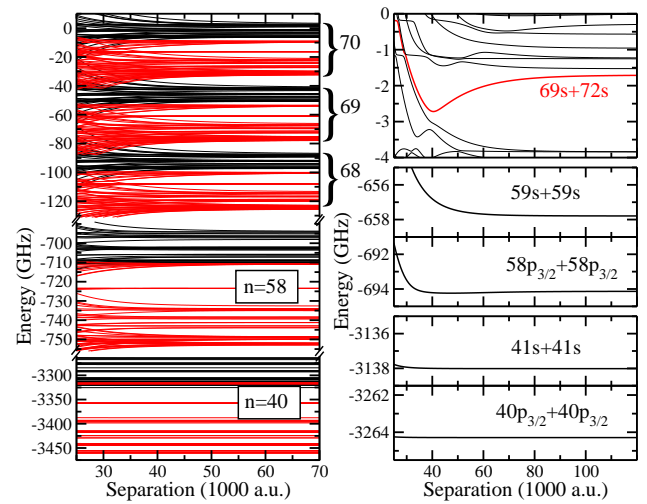 0
-20
-40
-60
-80
-100
-120
-700
-710
-720
-730
-740
-750
-3300
-3350
-3400
-3450
70
69
68
n=58
n=40
Energy (GHz)
30 40 50 60 70
Separation (1000 a.u.)
0
-1
-2
-3
-4
69s+72s
-656
-658
59s+59s
-692
-694
58p3/2+58p3/2
-3136
-3138
41s+41s
-3262
-3264
40p3/2+40p3/2
Energy (GHz)
40 60 80 100
Separation (1000 a.u.)